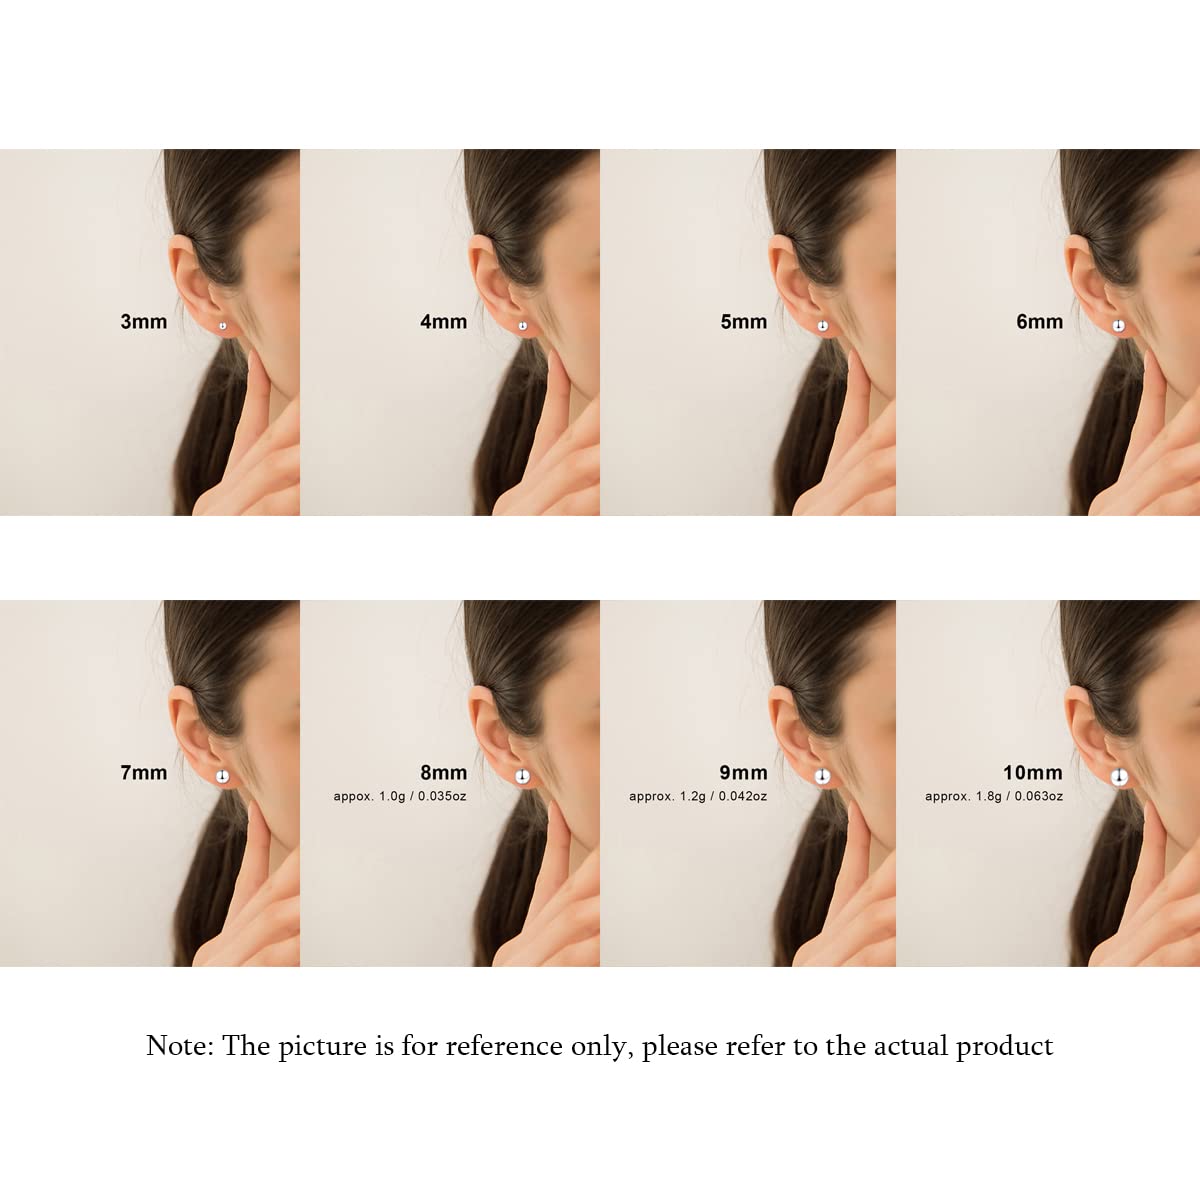 3mm
4mm
5mm
6mm
7mm
8mm
appox. 1.0g / 0.035oz
9mm
approx. 1.2g / 0.042oz
10mm
approx. 1.8g / 0.063oz
Note: The picture is for reference only, please refer to the actual product